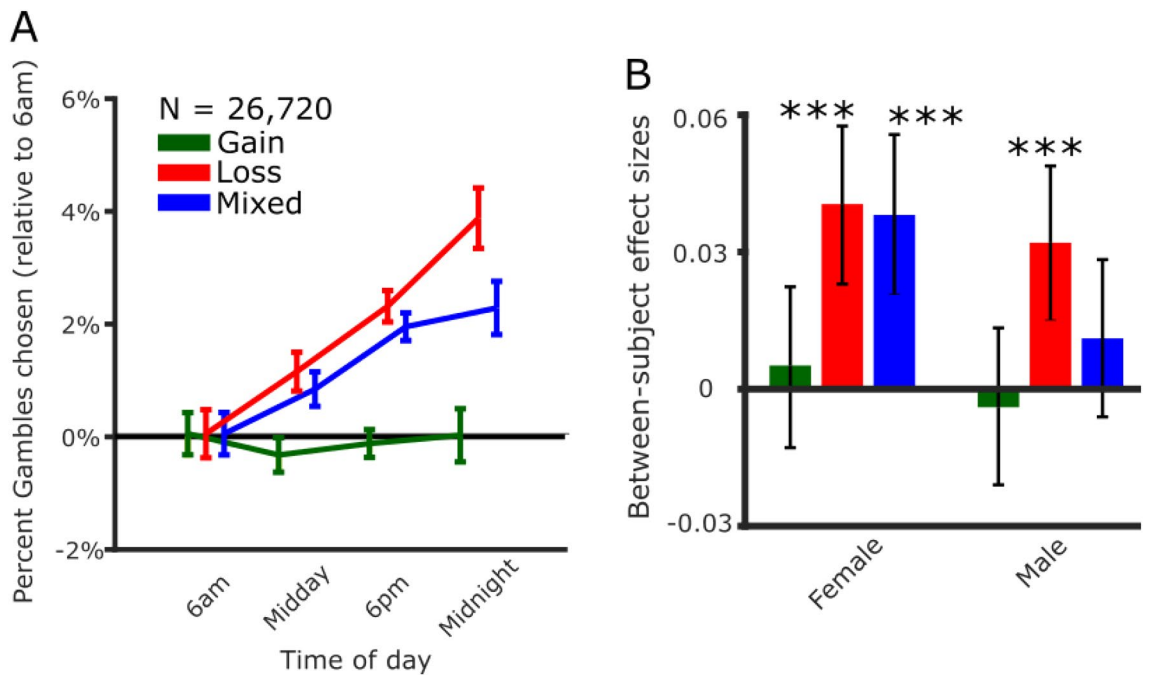 A
Percent Gambles chosen (relative to 6am)
6%
4%
2%
0%
-2%
N = 26,720
Gain
Loss
Mixed
6am
Midday
6pm
Midnight
Time of day
B
Between-subject effect sizes
0.06
0.03
0
-0.03
*** ***
***
Female
Male